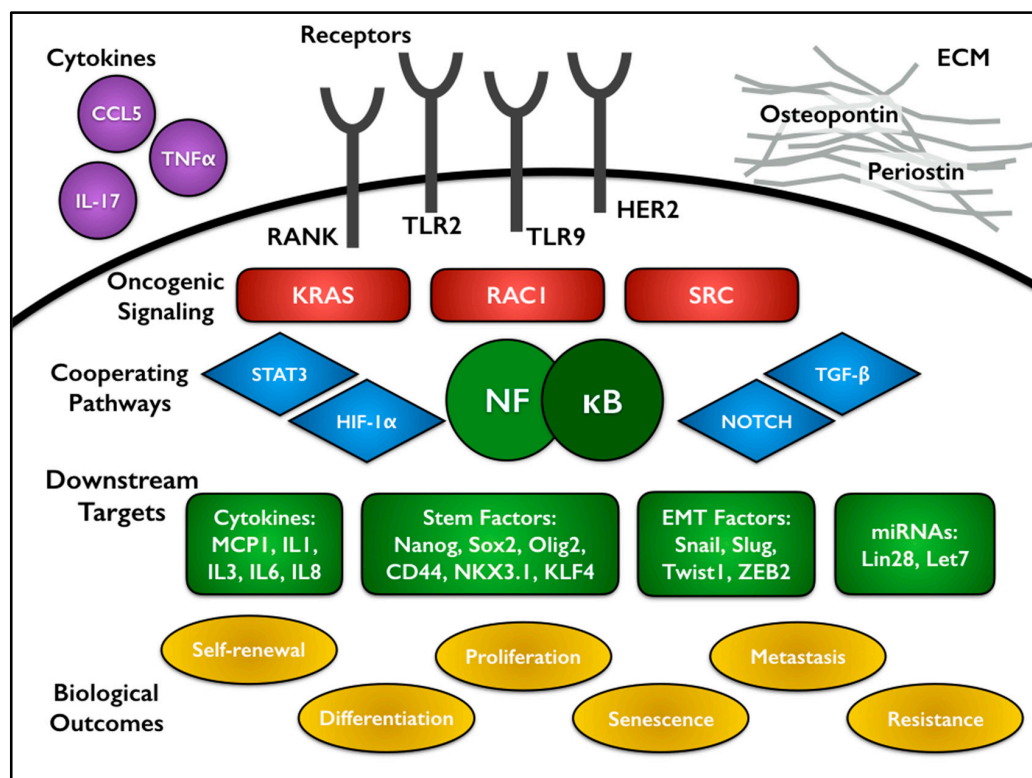 Receptors
Cytokines
ECM
CCL5
TNFα
IL-17
Osteopontin
Periostin
RANK
TLR2
TLR9
HER2
Oncogenic
Signaling
KRAS
RAC1
SRC
Cooperating
Pathways
STAT3
HIF-1α
NF
κB
TGF-β
NOTCH
Downstream
Targets
Cytokines:
MCP1, IL1,
IL3, IL6, IL8
Stem Factors:
Nanog, Sox2, Olig2,
CD44, NKX3.1, KLF4
EMT Factors:
Snail, Slug,
Twist1, ZEB2
miRNAs:
Lin28, Let7
Biological
Outcomes
Self-renewal
Proliferation
Metastasis
Differentiation
Senescence
Resistance